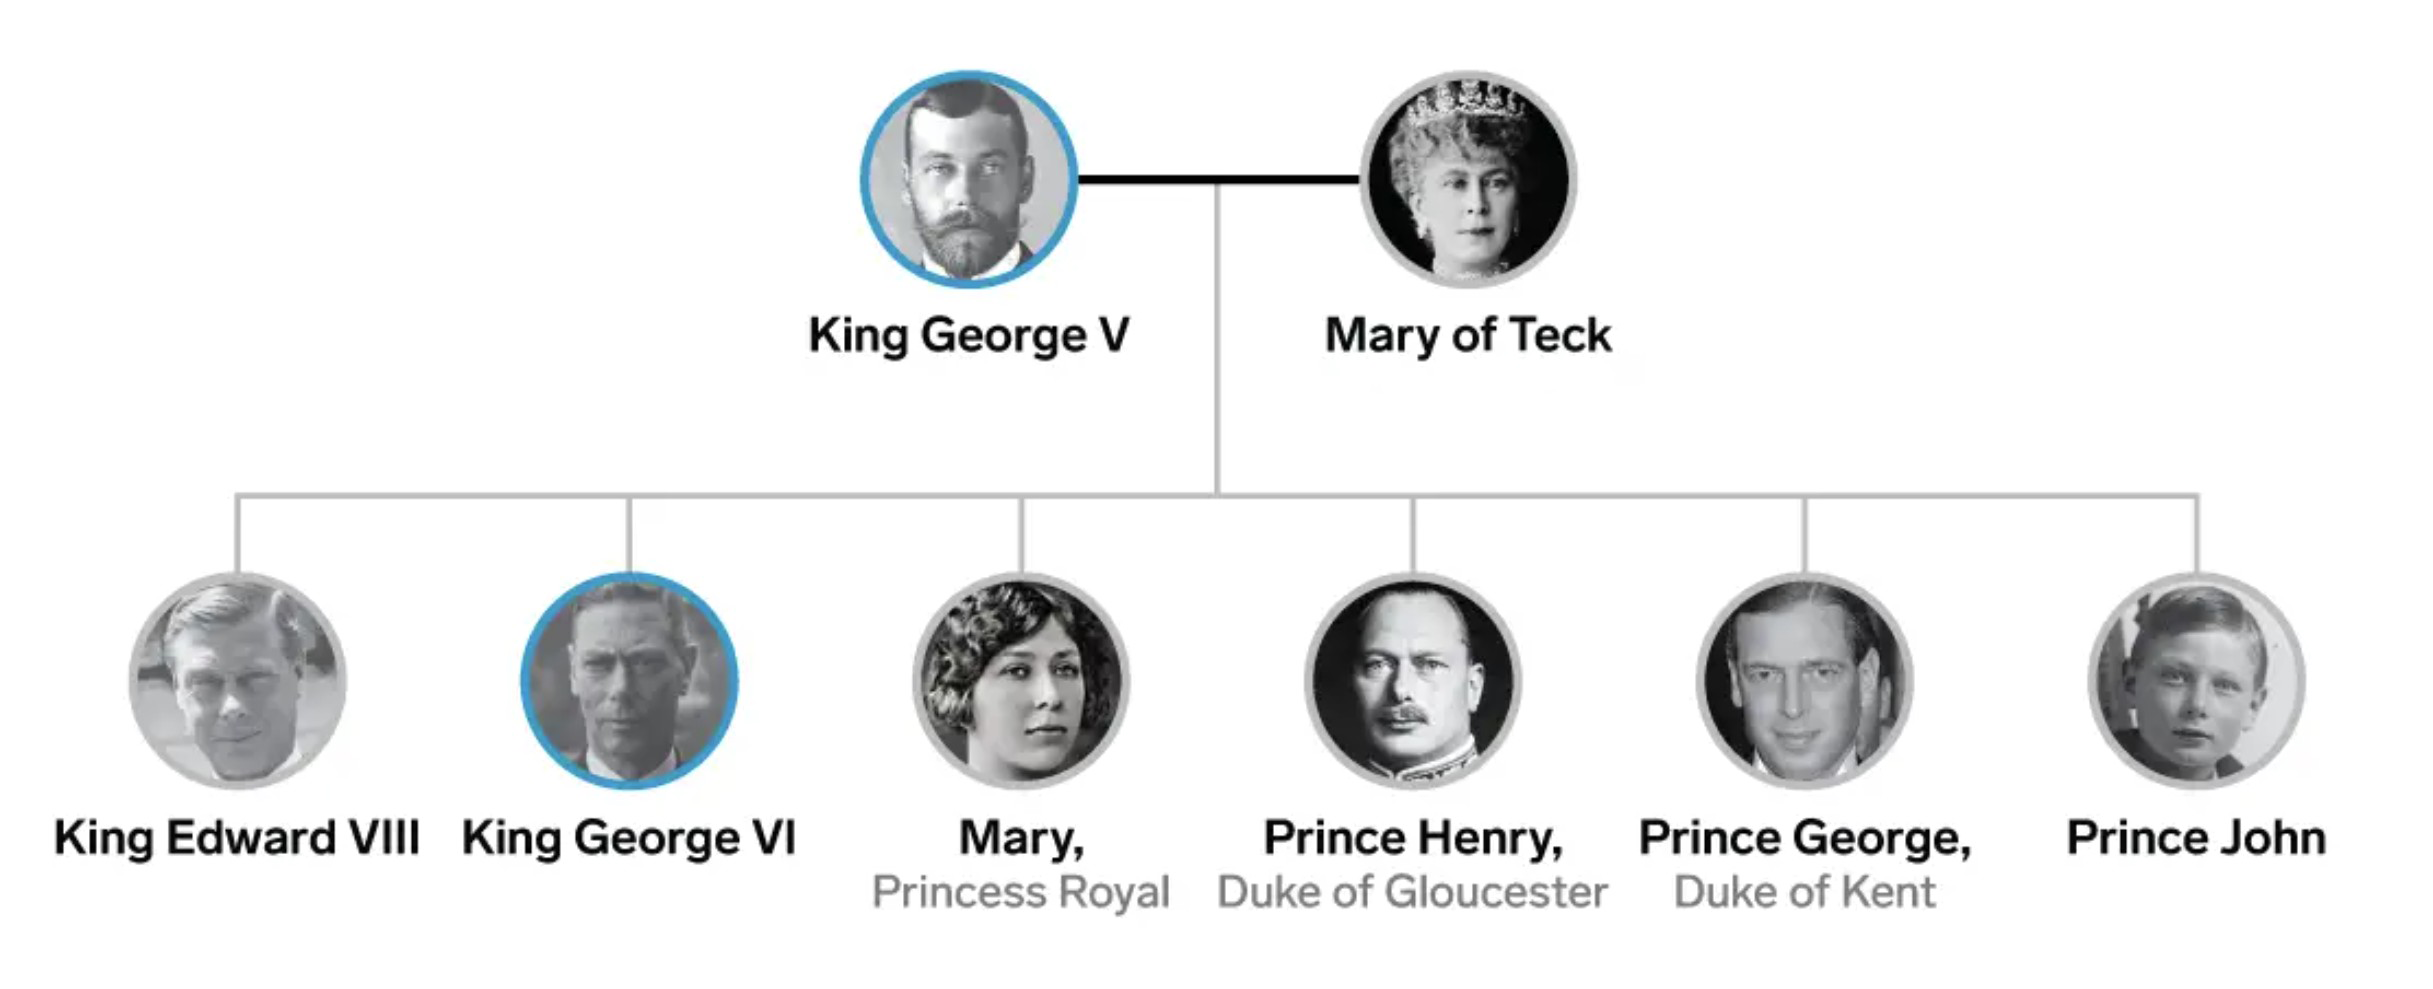 King George V
Mary of Teck
King Edward VIII
King George VI
Mary,
Princess Royal
Prince Henry,
Duke of Gloucester
Prince George,
Duke of Kent
Prince John